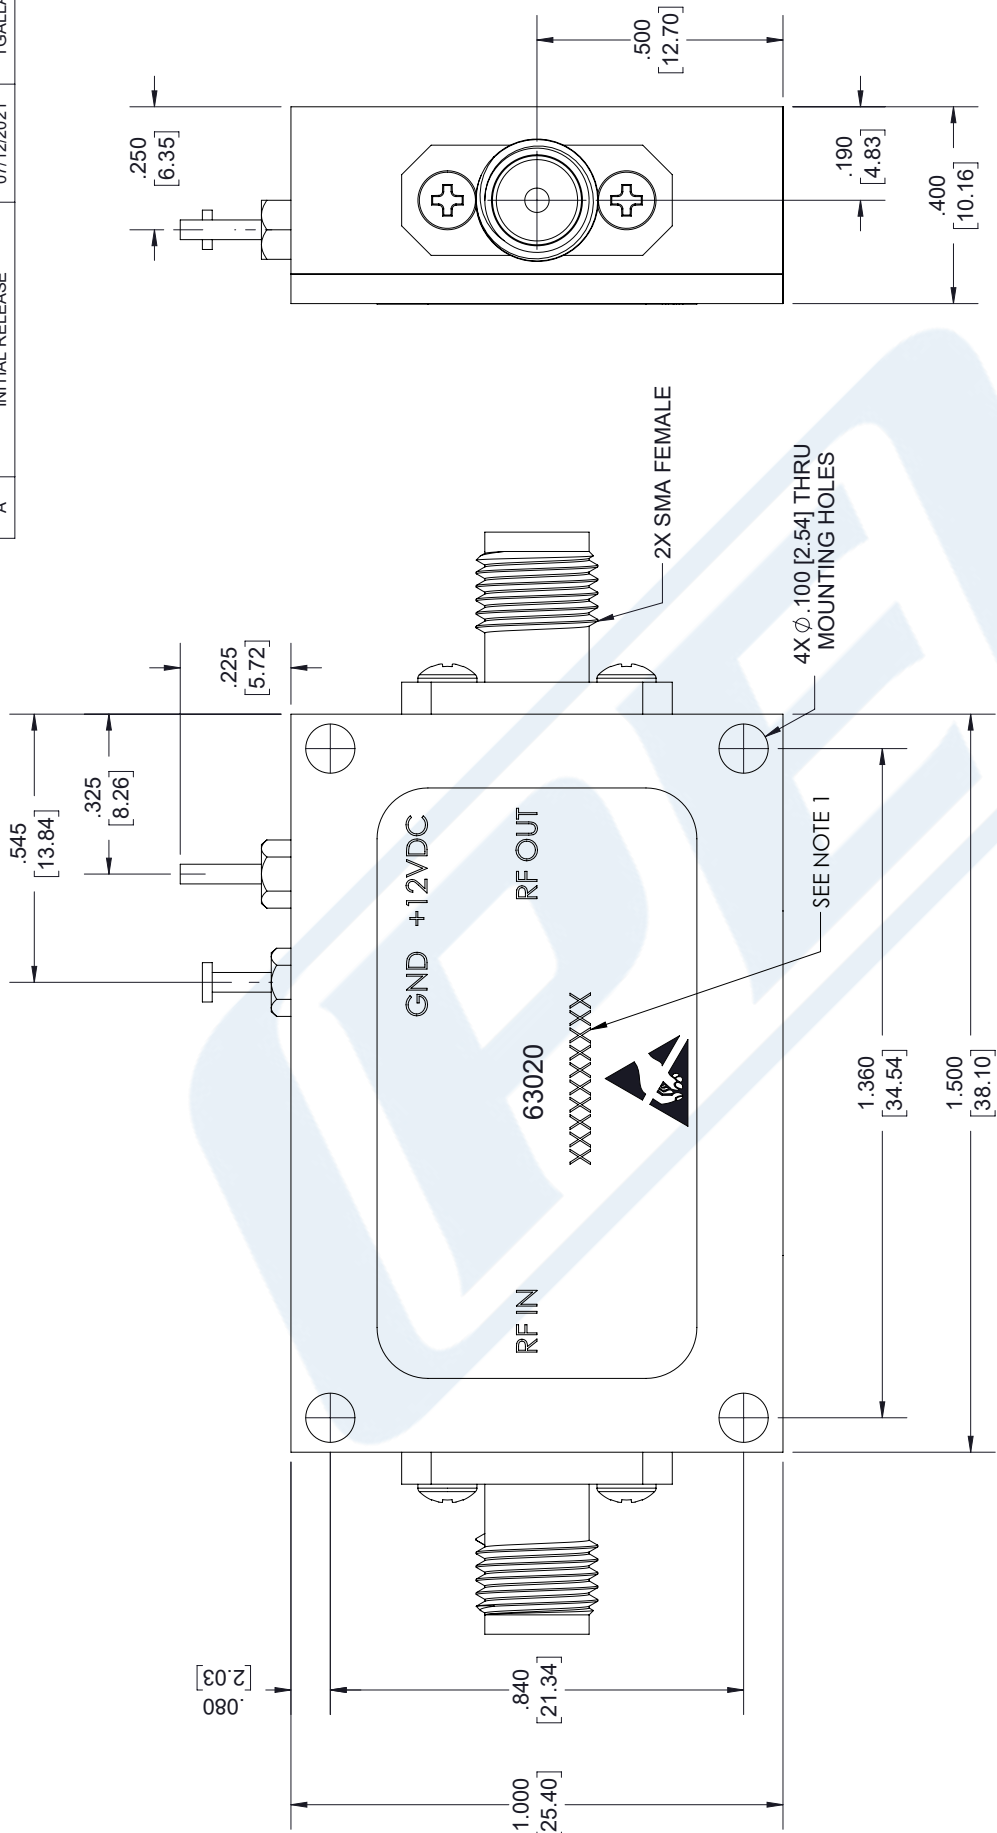 A
INITIAL RELEASE
07/12/2021
.545
[13.84]
.325
[8.26]
.225
[5.72]
.250
[6.35]
.500
[12.70]
.190
[4.83]
.400
[10.16]
2X SMA FEMALE
4X Ø .100 [2.54] THRU
MOUNTING HOLES
GND +12VDC
RF IN
RF OUT
63020
XXXXXXXXXX
SEE NOTE 1
.080
[2.03]
.840
[21.34]
1.000
[25.40]
1.360
[34.54]
1.500
[38.10]
PE